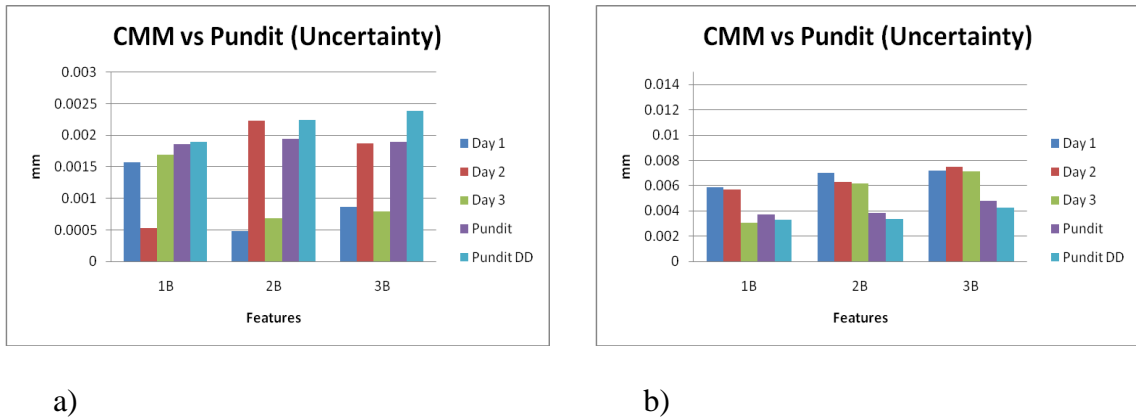 CMM vs Pundit (Uncertainty)
0.003
0.0025
0.002
0.0015
0.001
0.0005
0
mm
1B 2B 3B
Features
Day 1
Day 2
Day 3
Pundit
Pundit DD
a)
CMM vs Pundit (Uncertainty)
0.014
0.012
0.01
0.008
0.006
0.004
0.002
0
mm
1B 2B 3B
Features
Day 1
Day 2
Day 3
Pundit
Pundit DD
b)